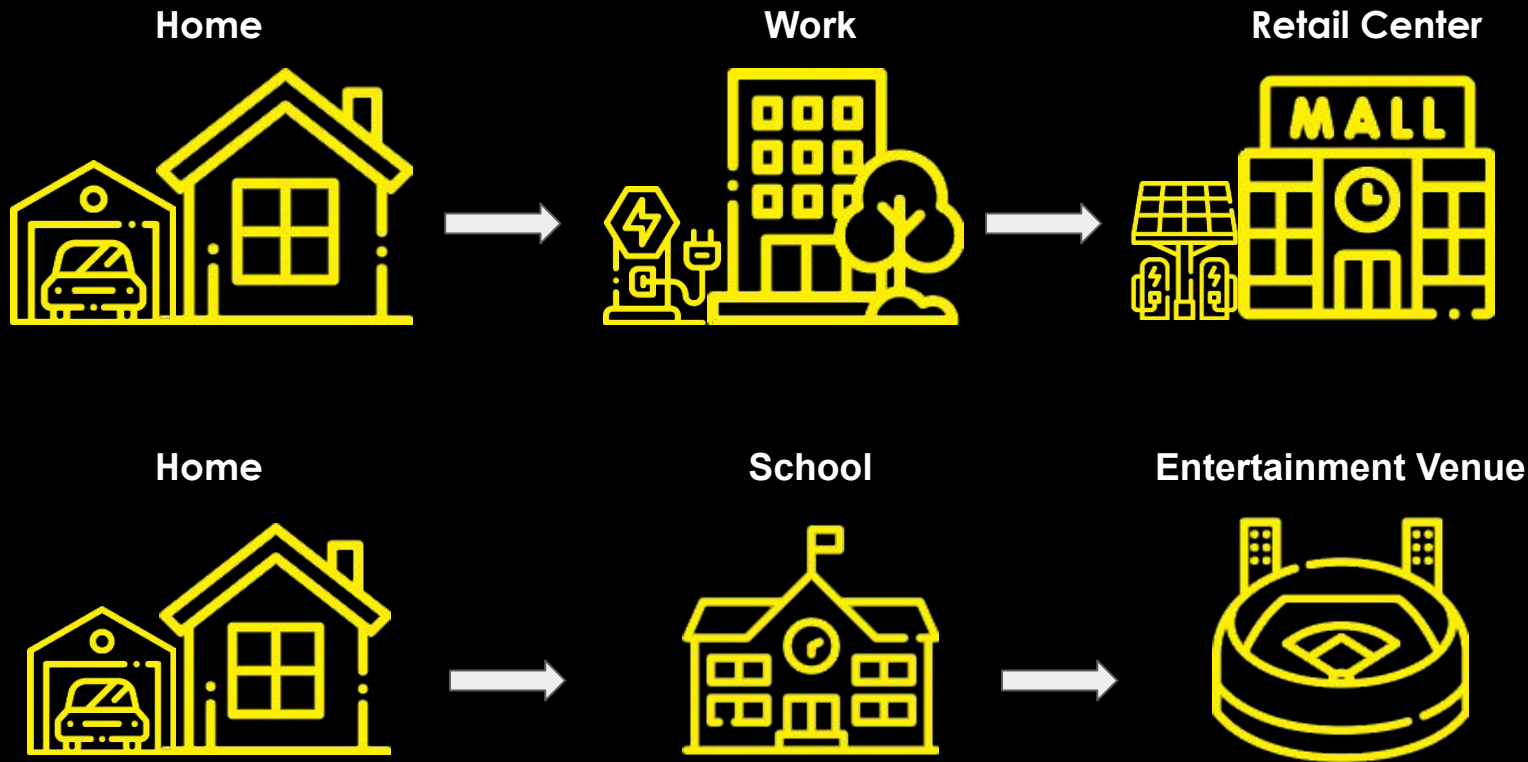 Home
Work
Retail Center
MALL
Home
School
Entertainment Venue